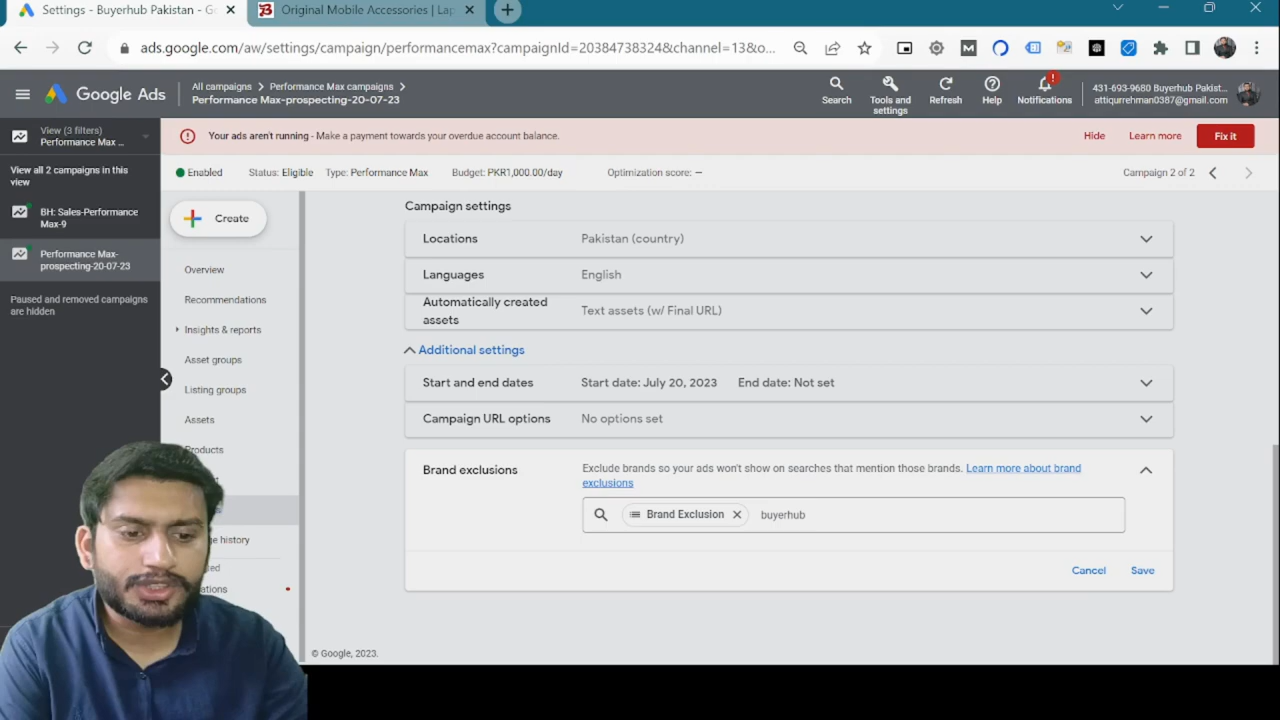 Settings - Buyerhub Pakistan - Go
Original Mobile Accessories | Lap
ads.google.com/aw/settings/campaign/performancemax?campaignId=20384738324&channel=13&o...
Google Ads
All campaigns > Performance Max campaigns >
Performance Max-prospecting-20-07-23
Search
Tools and
settings
Refresh
Help
Notifications
431-693-9680 Buyerhub Pakist...
attiqurrehman0387@gmail.com
View (3 filters)
Performance Max ...
Your ads aren't running - Make a payment towards your overdue account balance.
Hide
Learn more
Fix it
View all 2 campaigns in this
view
Enabled
Status: Eligible
Type: Performance Max
Budget: PKR1,000.00/day
Optimization score: –
Campaign 2 of 2
BH: Sales-Performance
Max-9
Performance Max-
prospecting-20-07-23
Paused and removed campaigns
are hidden
Create
Overview
Recommendations
Insights & reports
Asset groups
Listing groups
Assets
Products
ge history
ed
ations
Campaign settings
Locations
Pakistan (country)
Languages
English
Automatically created
assets
Text assets (w/ Final URL)
Additional settings
Start and end dates
Start date: July 20, 2023
End date: Not set
Campaign URL options
No options set
Brand exclusions
Exclude brands so your ads won't show on searches that mention those brands. Learn more about brand
exclusions
Brand Exclusion
buyerhub
Cancel
Save
© Google, 2023.